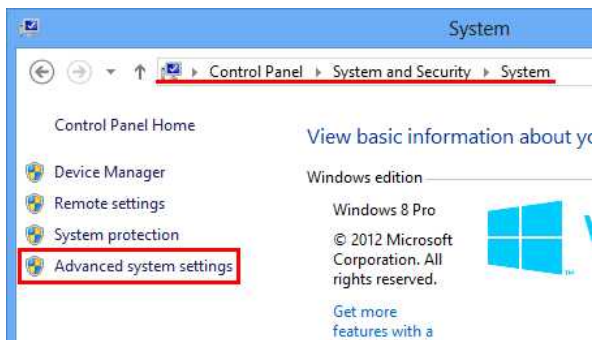 System
Control Panel System and Security System
Control Panel Home
View basic information about
Device Manager
Windows edition
Remote settings
Windows 8 Pro
System protection
© 2012 Microsoft
Corporation. All
rights reserved.
Advanced system settings
Get more
features with a